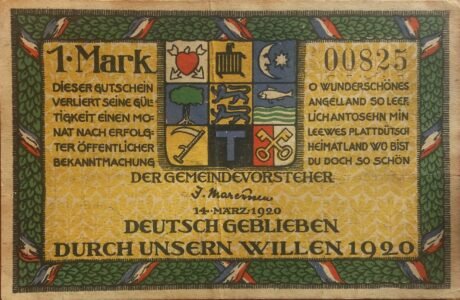 1·Mark
DIESER GUTSCHEIN
VERLIERT SEINE GÜL-
TIGKEIT EINEN MO-
NAT NACH ERFOLG-
TER ÖFFENTLICHER
BEKANNTMACHUNG
00825
O WUNDERSCHÖNES
ANGELLAND SO LEEF-
LICH ANTOSEHN MIN
LEEWES PLATTDÜTSCH
HEIMATLAND WO BIST
DU DOCH SO SCHÖN
T
DER GEMEINDEVORSTEHER
14·MÄRZ·1920
DEUTSCH GEBLIEBEN
DURCH UNSERN WILLEN 1920